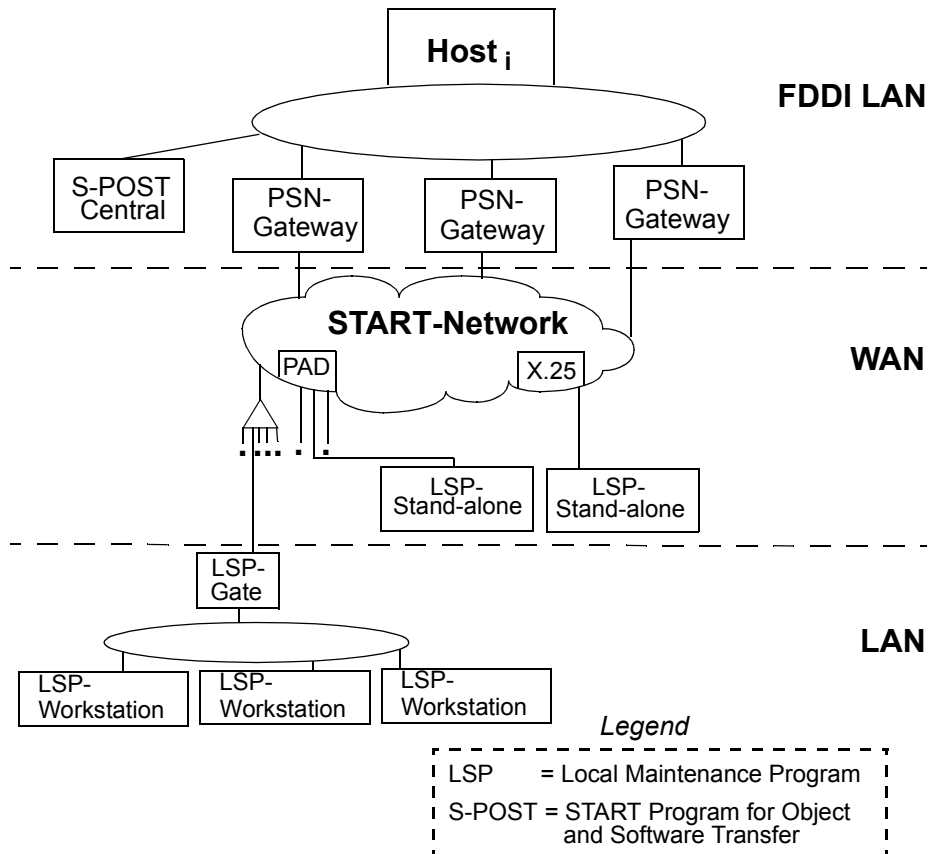 Host i
FDDI LAN
S-POST
Central
PSN-
Gateway
PSN-
Gateway
PSN-
Gateway
START-Network
WAN
PAD
X.25
LSP-
Stand-alone
LSP-
Stand-alone
LSP-
Gate
LAN
LSP-
Workstation
LSP-
Workstation
LSP-
Workstation
Legend
LSP = Local Maintenance Program
S-POST = START Program for Object
and Software Transfer